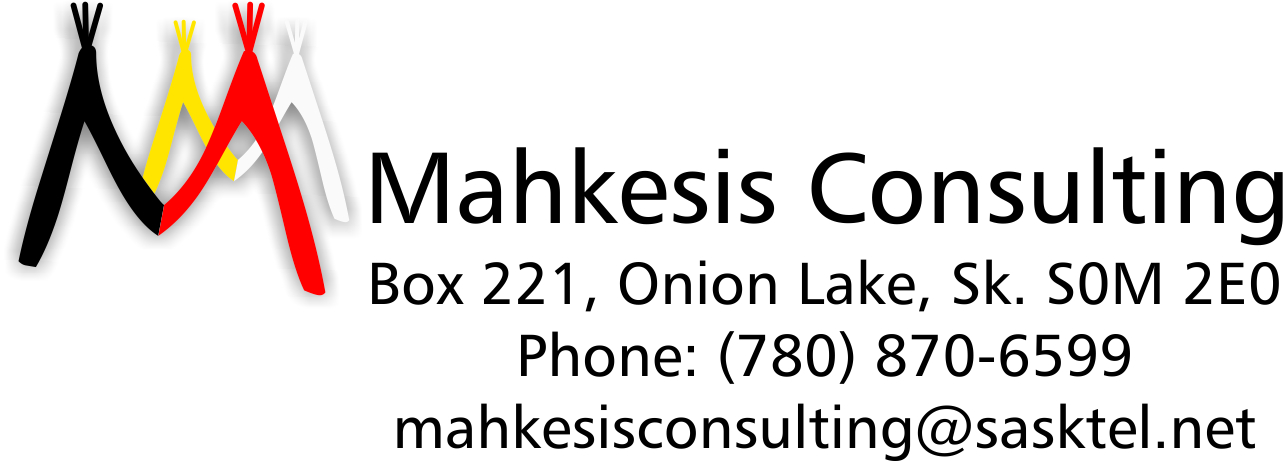 Mahkesis Consulting
Box 221, Onion Lake, Sk. S0M 2E0
Phone: (780) 870-6599
mahkesisconsulting@sasktel.net